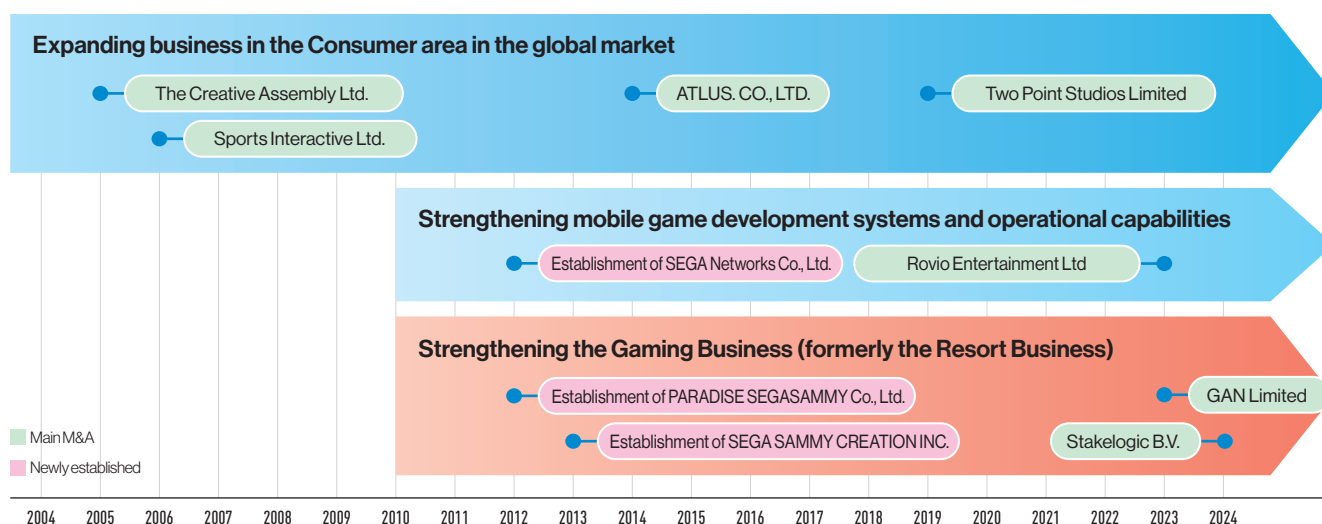 Expanding business in the Consumer area in the global market
The Creative Assembly Ltd.
ATLUS. CO., LTD.
Two Point Studios Limited
Sports Interactive Ltd.
Strengthening mobile game development systems and operational capabilities
Establishment of SEGA Networks Co., Ltd.
Rovio Entertainment Ltd
Strengthening the Gaming Business (formerly the Resort Business)
Establishment of PARADISE SEGASAMMY Co., Ltd.
GAN Limited
Establishment of SEGA SAMMY CREATION INC.
Stakelogic B.V.
Main M&A
Newly established
2004 2005 2006 2007 2008 2009 2010 2011 2012 2013 2014 2015 2016 2017 2018 2019 2020 2021 2022 2023 2024